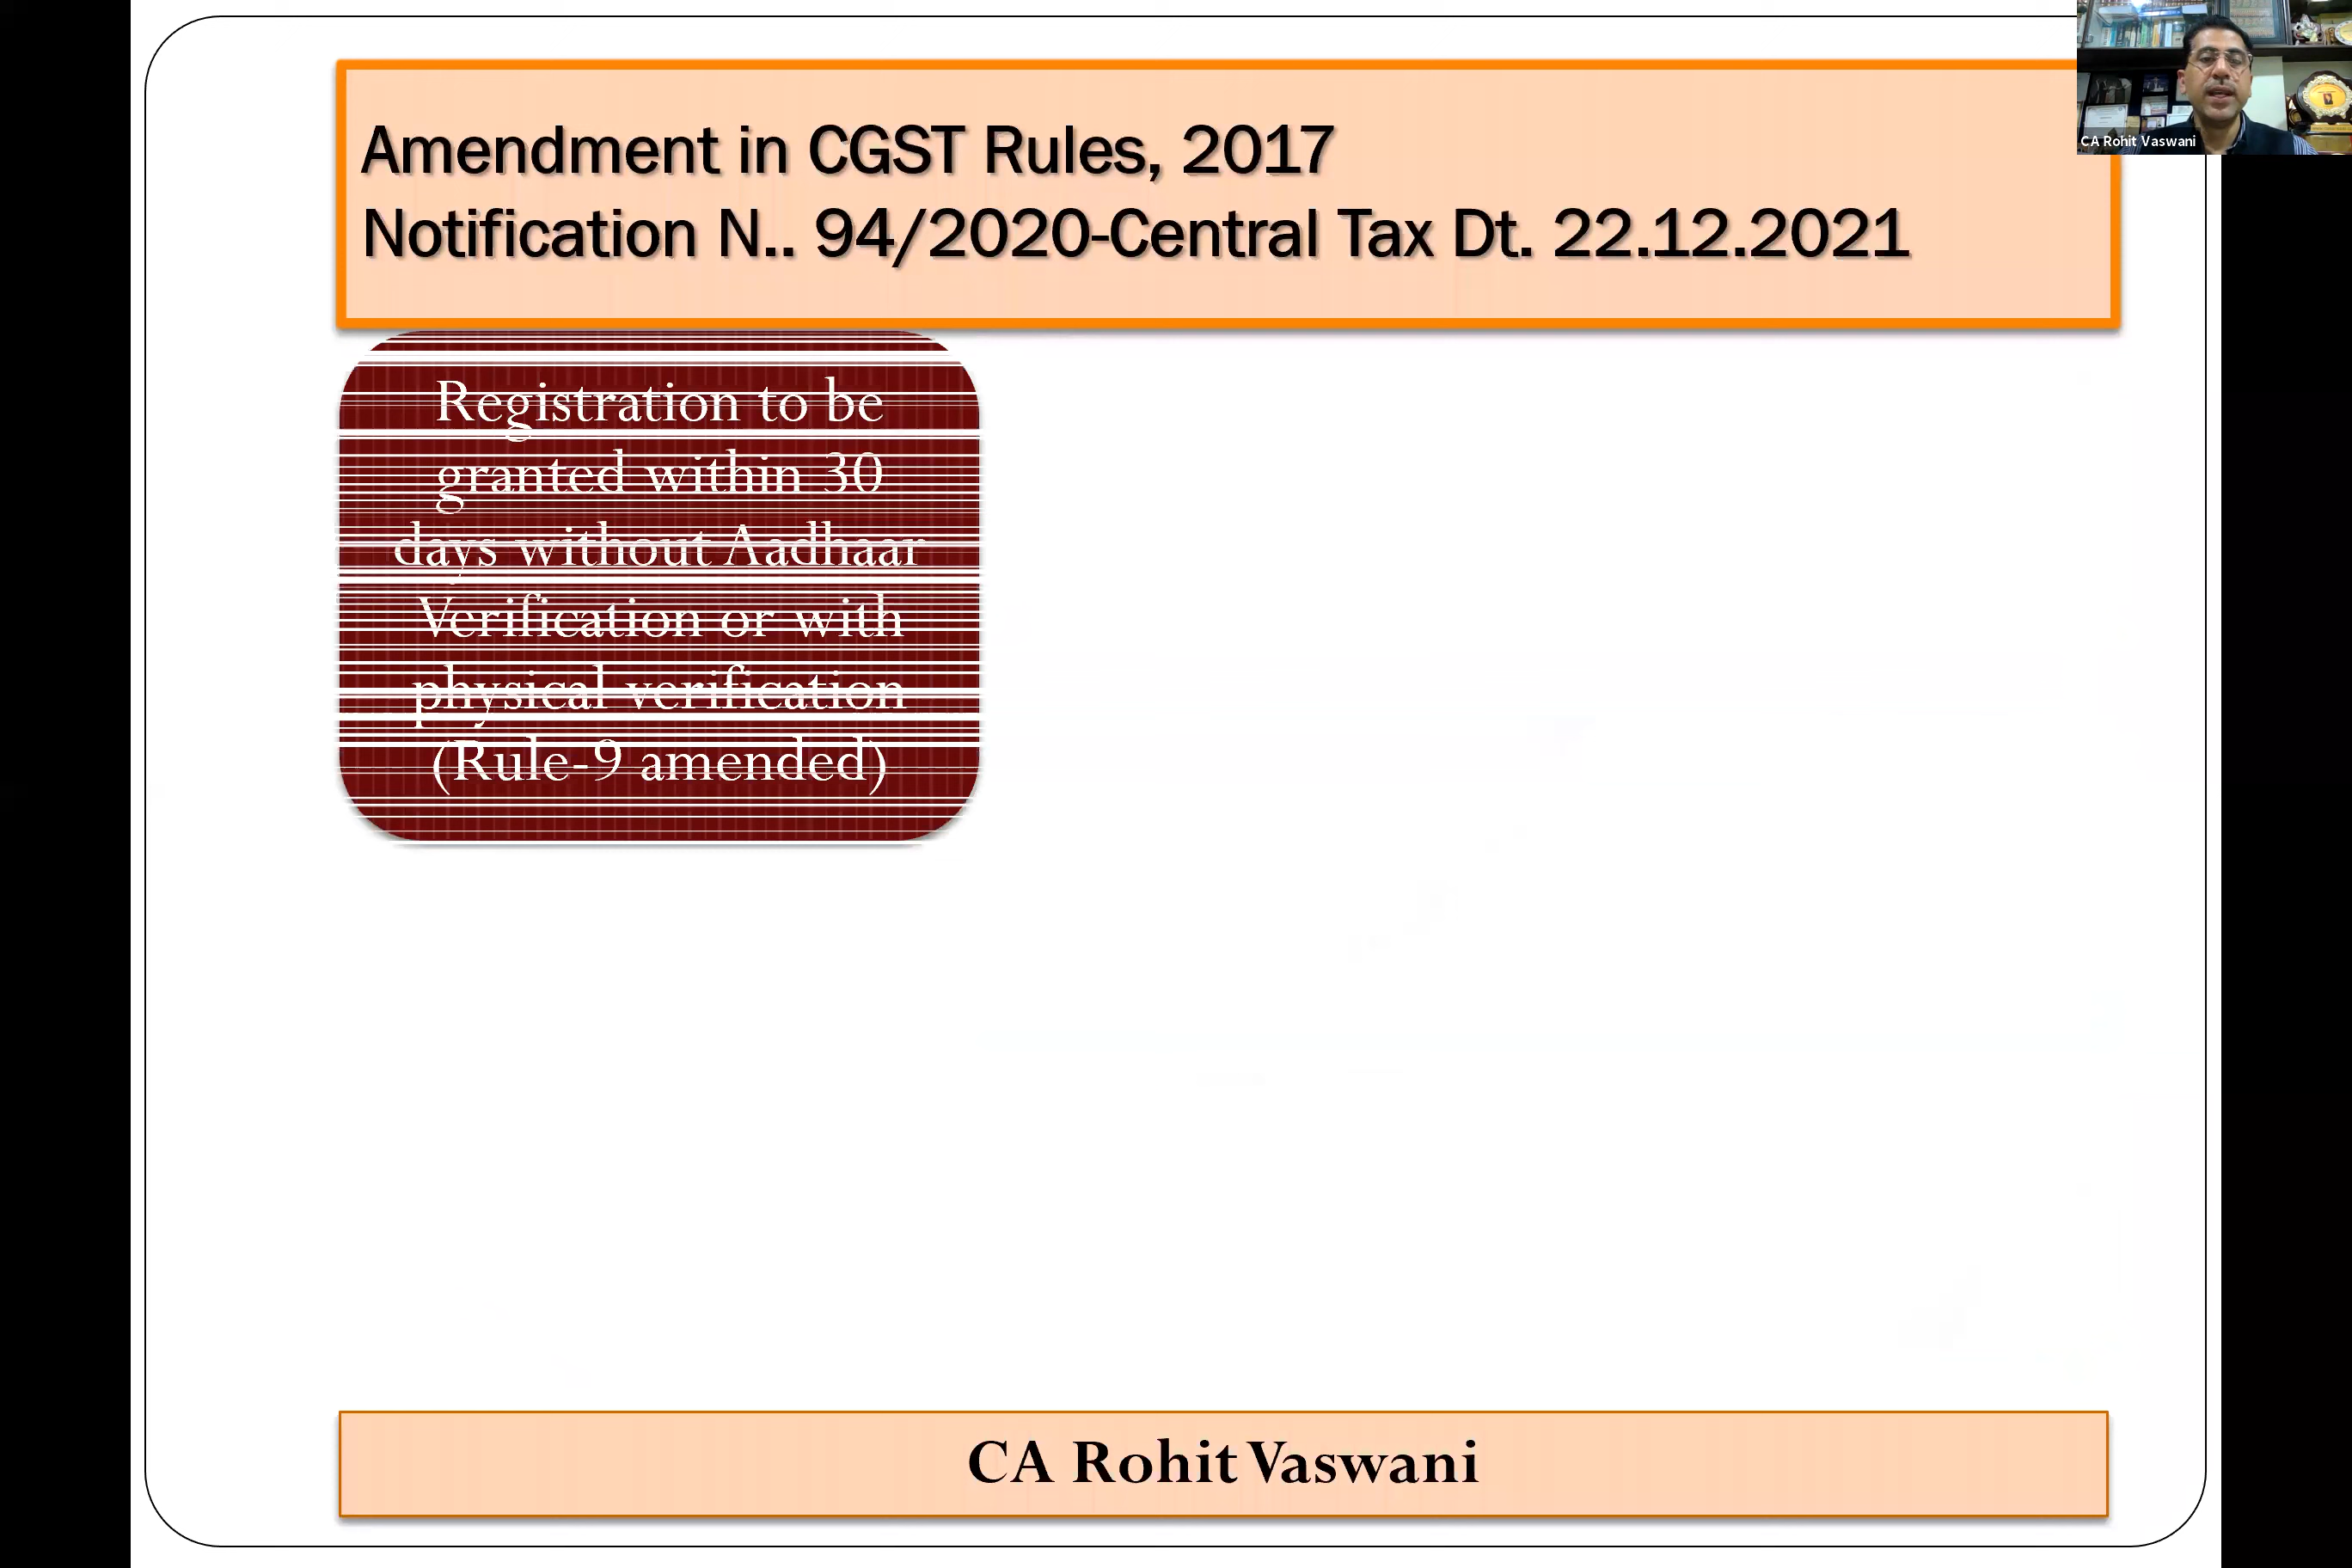 Amendment in CGST Rules, 2017
Notification N.. 94/2020-Central Tax Dt. 22.12.2021
CA Rohit Vaswani
Registration to be
granted within 30
days without Aadhaar
Verification or with
physical verification
(Rule-9 amended)
CA Rohit Vaswani